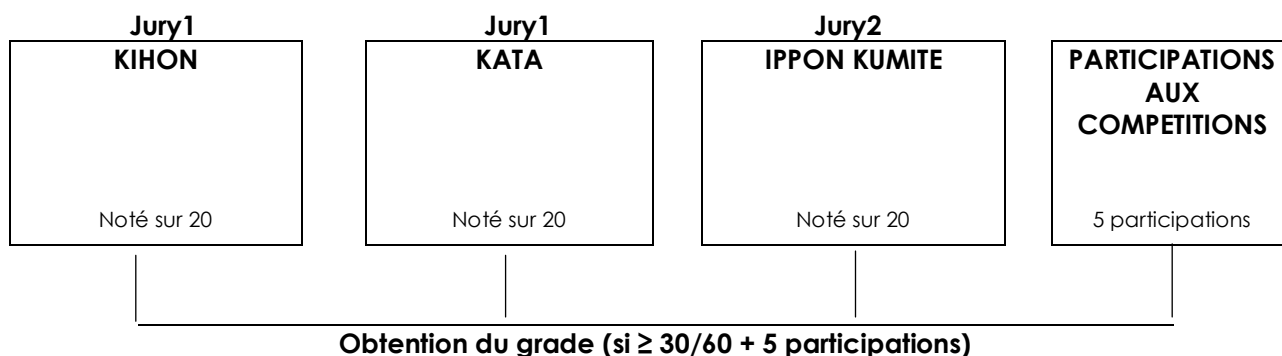 Jury1
KIHON
Noté sur 20
Jury1
KATA
Noté sur 20
Jury2
IPPON KUMITE
Noté sur 20
PARTICIPATIONS
AUX
COMPETITIONS
5 participations
Obtention du grade (si ≥ 30/60 + 5 participations)